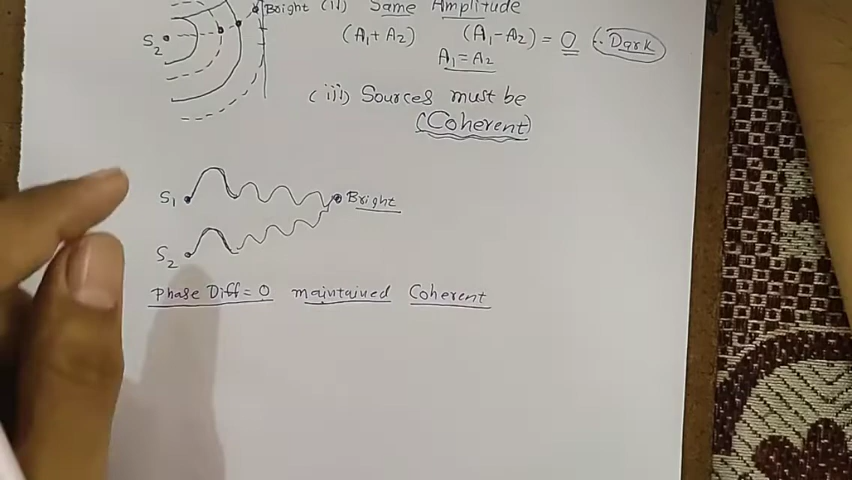 Bright (ii) Same Amplitude
S2
(A1+A2) (A1-A2) = 0 (∴ Dark)
A1=A2
(iii) Sources must be
(Coherent)
S1 Bright
S2
Phase Diff=0 maintained Coherent